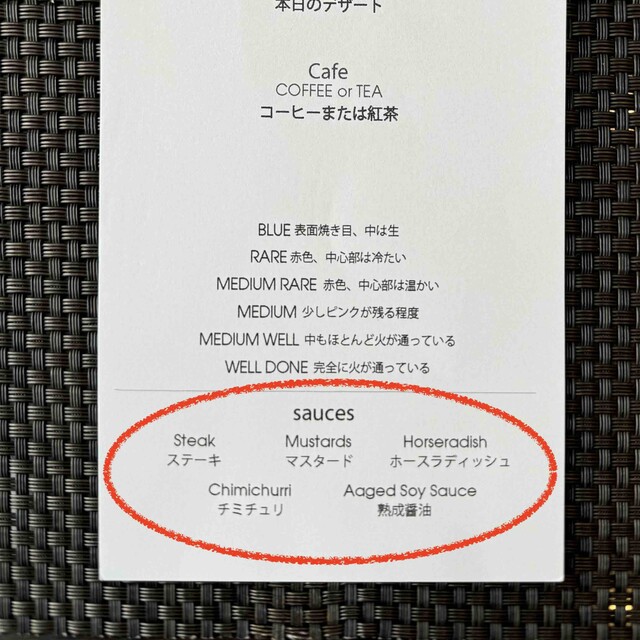 本日のデザート
Cafe
COFFEE or TEA
コーヒーまたは紅茶
BLUE 表面焼き目、中は生
RARE 赤色、中心部は冷たい
MEDIUM RARE 赤色、中心部は温かい
MEDIUM 少しピンクが残る程度
MEDIUM WELL 中もほとんど火が通っている
WELL DONE 完全に火が通っている
sauces
Steak Mustards Horseradish
ステーキ マスタード ホースラディッシュ
Chimichurri Aaged Soy Sauce
チミチュリ 熟成醤油